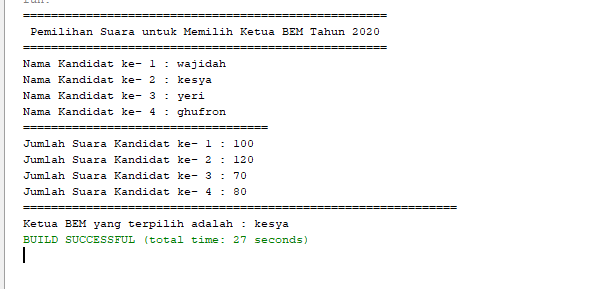 run:
====================================================
Pemilihan Suara untuk Memilih Ketua BEM Tahun 2020
====================================================
Nama Kandidat ke- 1 : wajidah
Nama Kandidat ke- 2 : kesya
Nama Kandidat ke- 3 : yeri
Nama Kandidat ke- 4 : ghufron
===================================
Jumlah Suara Kandidat ke- 1 : 100
Jumlah Suara Kandidat ke- 2 : 120
Jumlah Suara Kandidat ke- 3 : 70
Jumlah Suara Kandidat ke- 4 : 80
==============================================================
Ketua BEM yang terpilih adalah : kesya
BUILD SUCCESSFUL (total time: 27 seconds)